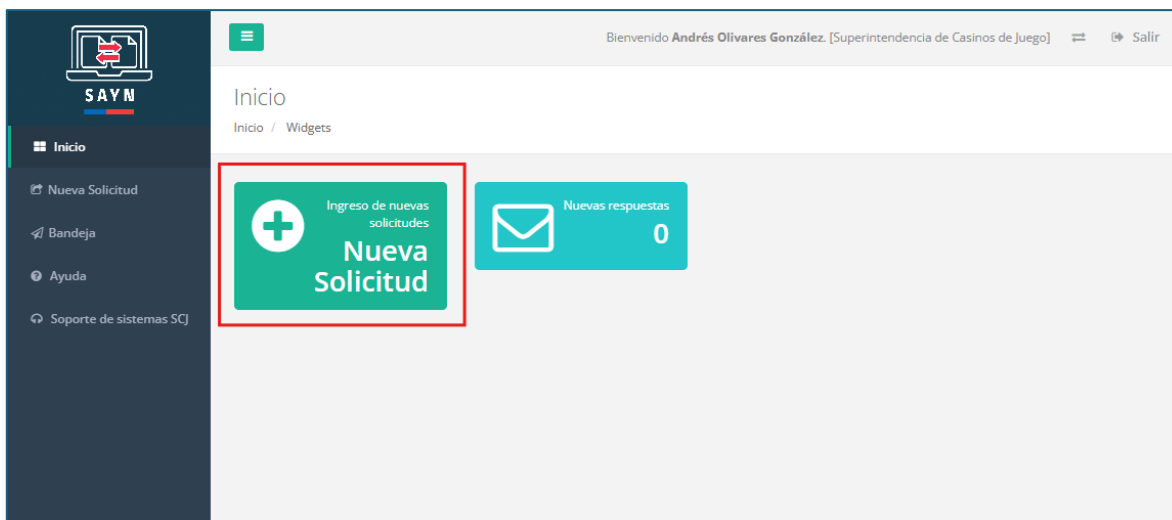 SAYN
Bienvenido Andrés Olivares González. [Superintendencia de Casinos de Juego]
Salir
Inicio
Inicio / Widgets
Inicio
Nueva Solicitud
Bandeja
Ayuda
Soporte de sistemas SCJ
Ingreso de nuevas
solicitudes
Nueva
Solicitud
Nuevas respuestas
0